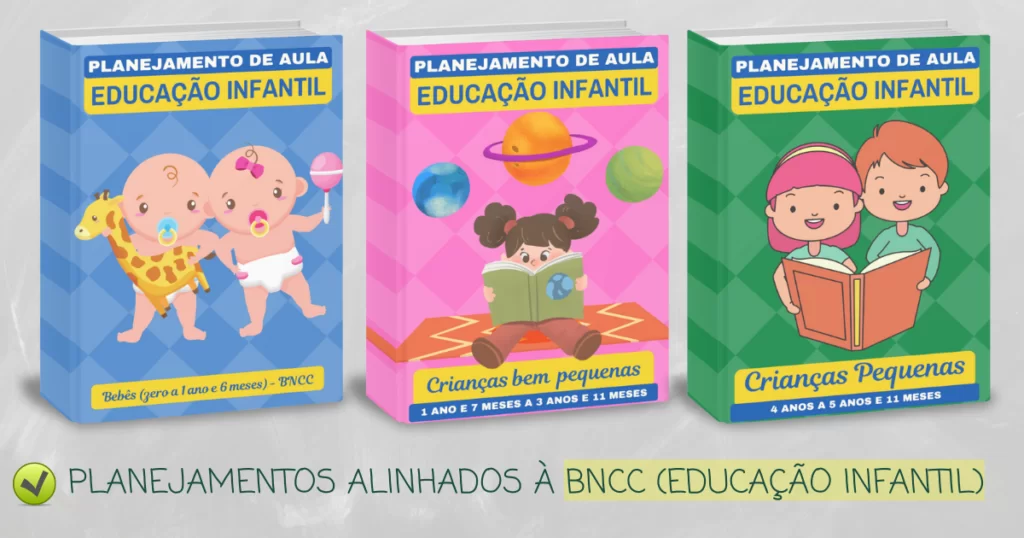 PLANEJAMENTO DE AULA
EDUCAÇÃO INFANTIL
Bebês (zero a 1 ano e 6 meses) - BNCC
PLANEJAMENTO DE AULA
EDUCAÇÃO INFANTIL
Crianças bem pequenas
1 ANO E 7 MESES A 3 ANOS E 11 MESES
PLANEJAMENTO DE AULA
EDUCAÇÃO INFANTIL
Crianças Pequenas
4 ANOS A 5 ANOS E 11 MESES
PLANEJAMENTOS ALINHADOS À BNCC (EDUCAÇÃO INFANTIL)